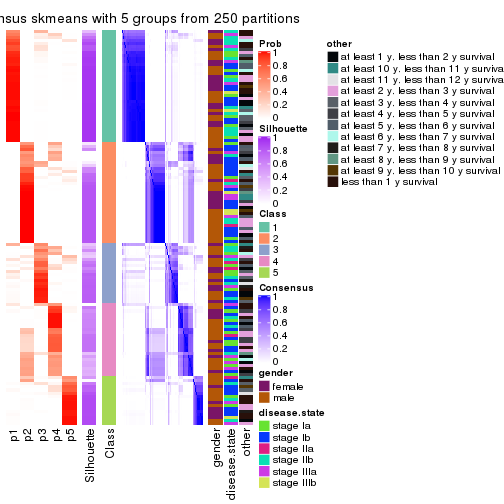 nsus skmeans with 5 groups from 250 partitions
Prob
1
0.8
0.6
0.4
0.2
0
Silhouette
1
0.8
0.6
0.4
0.2
0
Class
1
2
3
4
5
Consensus
1
0.8
0.6
0.4
0.2
0
gender
female
male
disease.state
stage Ia
stage Ib
stage IIa
stage IIb
stage IIIa
stage IIIb
other
at least 1 y. less than 2 y surviva
at least 10 y. less than 11 y surviva
at least 11 y. less than 12 y surviva
at least 2 y. less than 3 y survival
at least 3 y. less than 4 y survival
at least 4 y. less than 5 y survival
at least 5 y. less than 6 y survival
at least 6 y. less than 7 y survival
at least 7 y. less than 8 y survival
at least 8 y. less than 9 y survival
at least 9 y. less than 10 y survival
less than 1 y survival
p1
p2
p3
p4
p5
Silhouette
Class
gender
disease.state
other